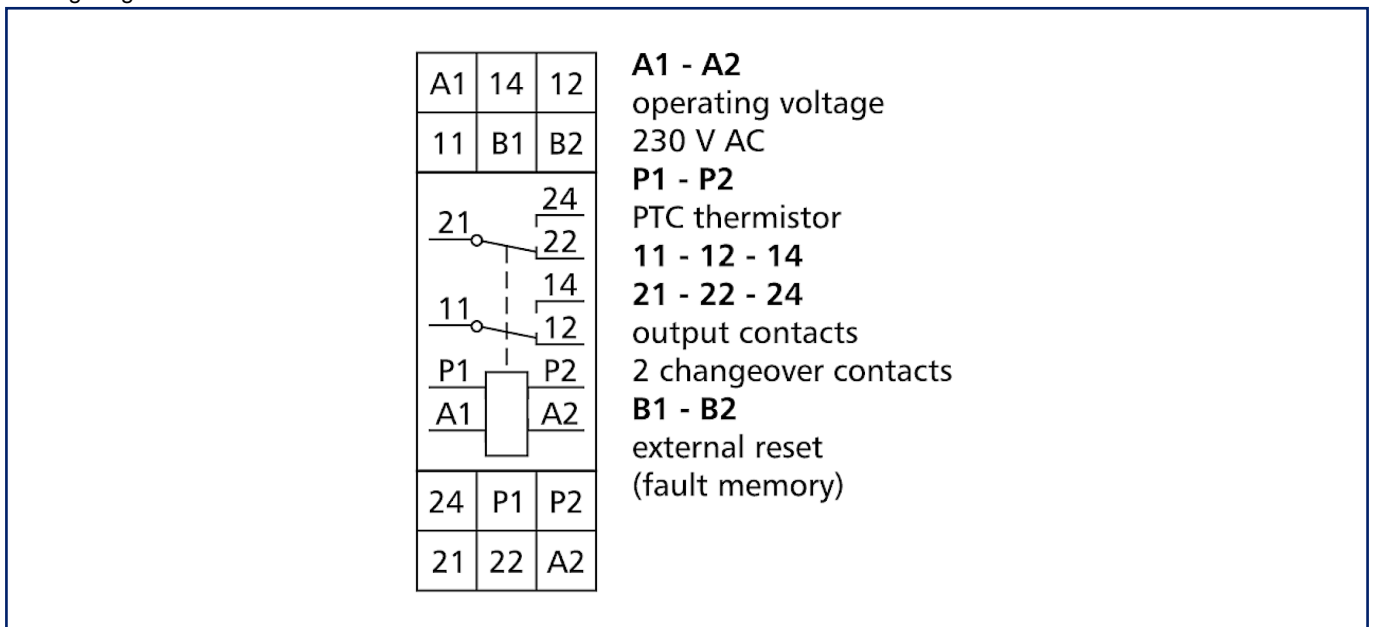 A1 14 12
11 B1 B2
24
21
22
14
11
12
P1 P2
A1 A2
24 P1 P2
21 22 A2
A1 - A2
operating voltage
230 V AC
P1 - P2
PTC thermistor
11 - 12 - 14
21 - 22 - 24
output contacts
2 changeover contacts
B1 - B2
external reset
(fault memory)